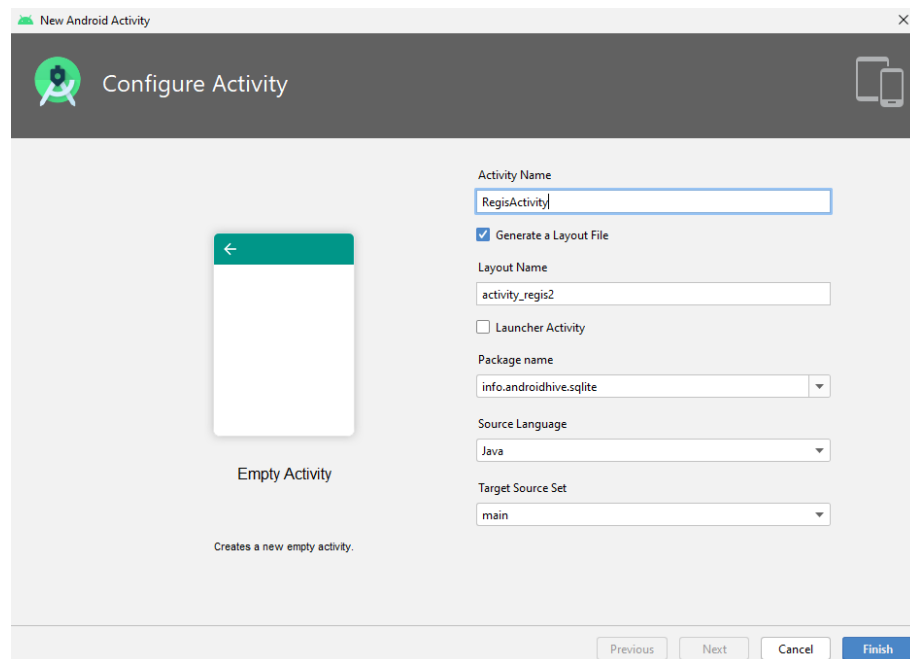 New Android Activity
Configure Activity
Activity Name
RegisActivity
Generate a Layout File
Layout Name
activity_regis2
Launcher Activity
Package name
info.androidhive.sqlite
Source Language
Java
Target Source Set
main
Empty Activity
Creates a new empty activity.
Previous Next Cancel Finish